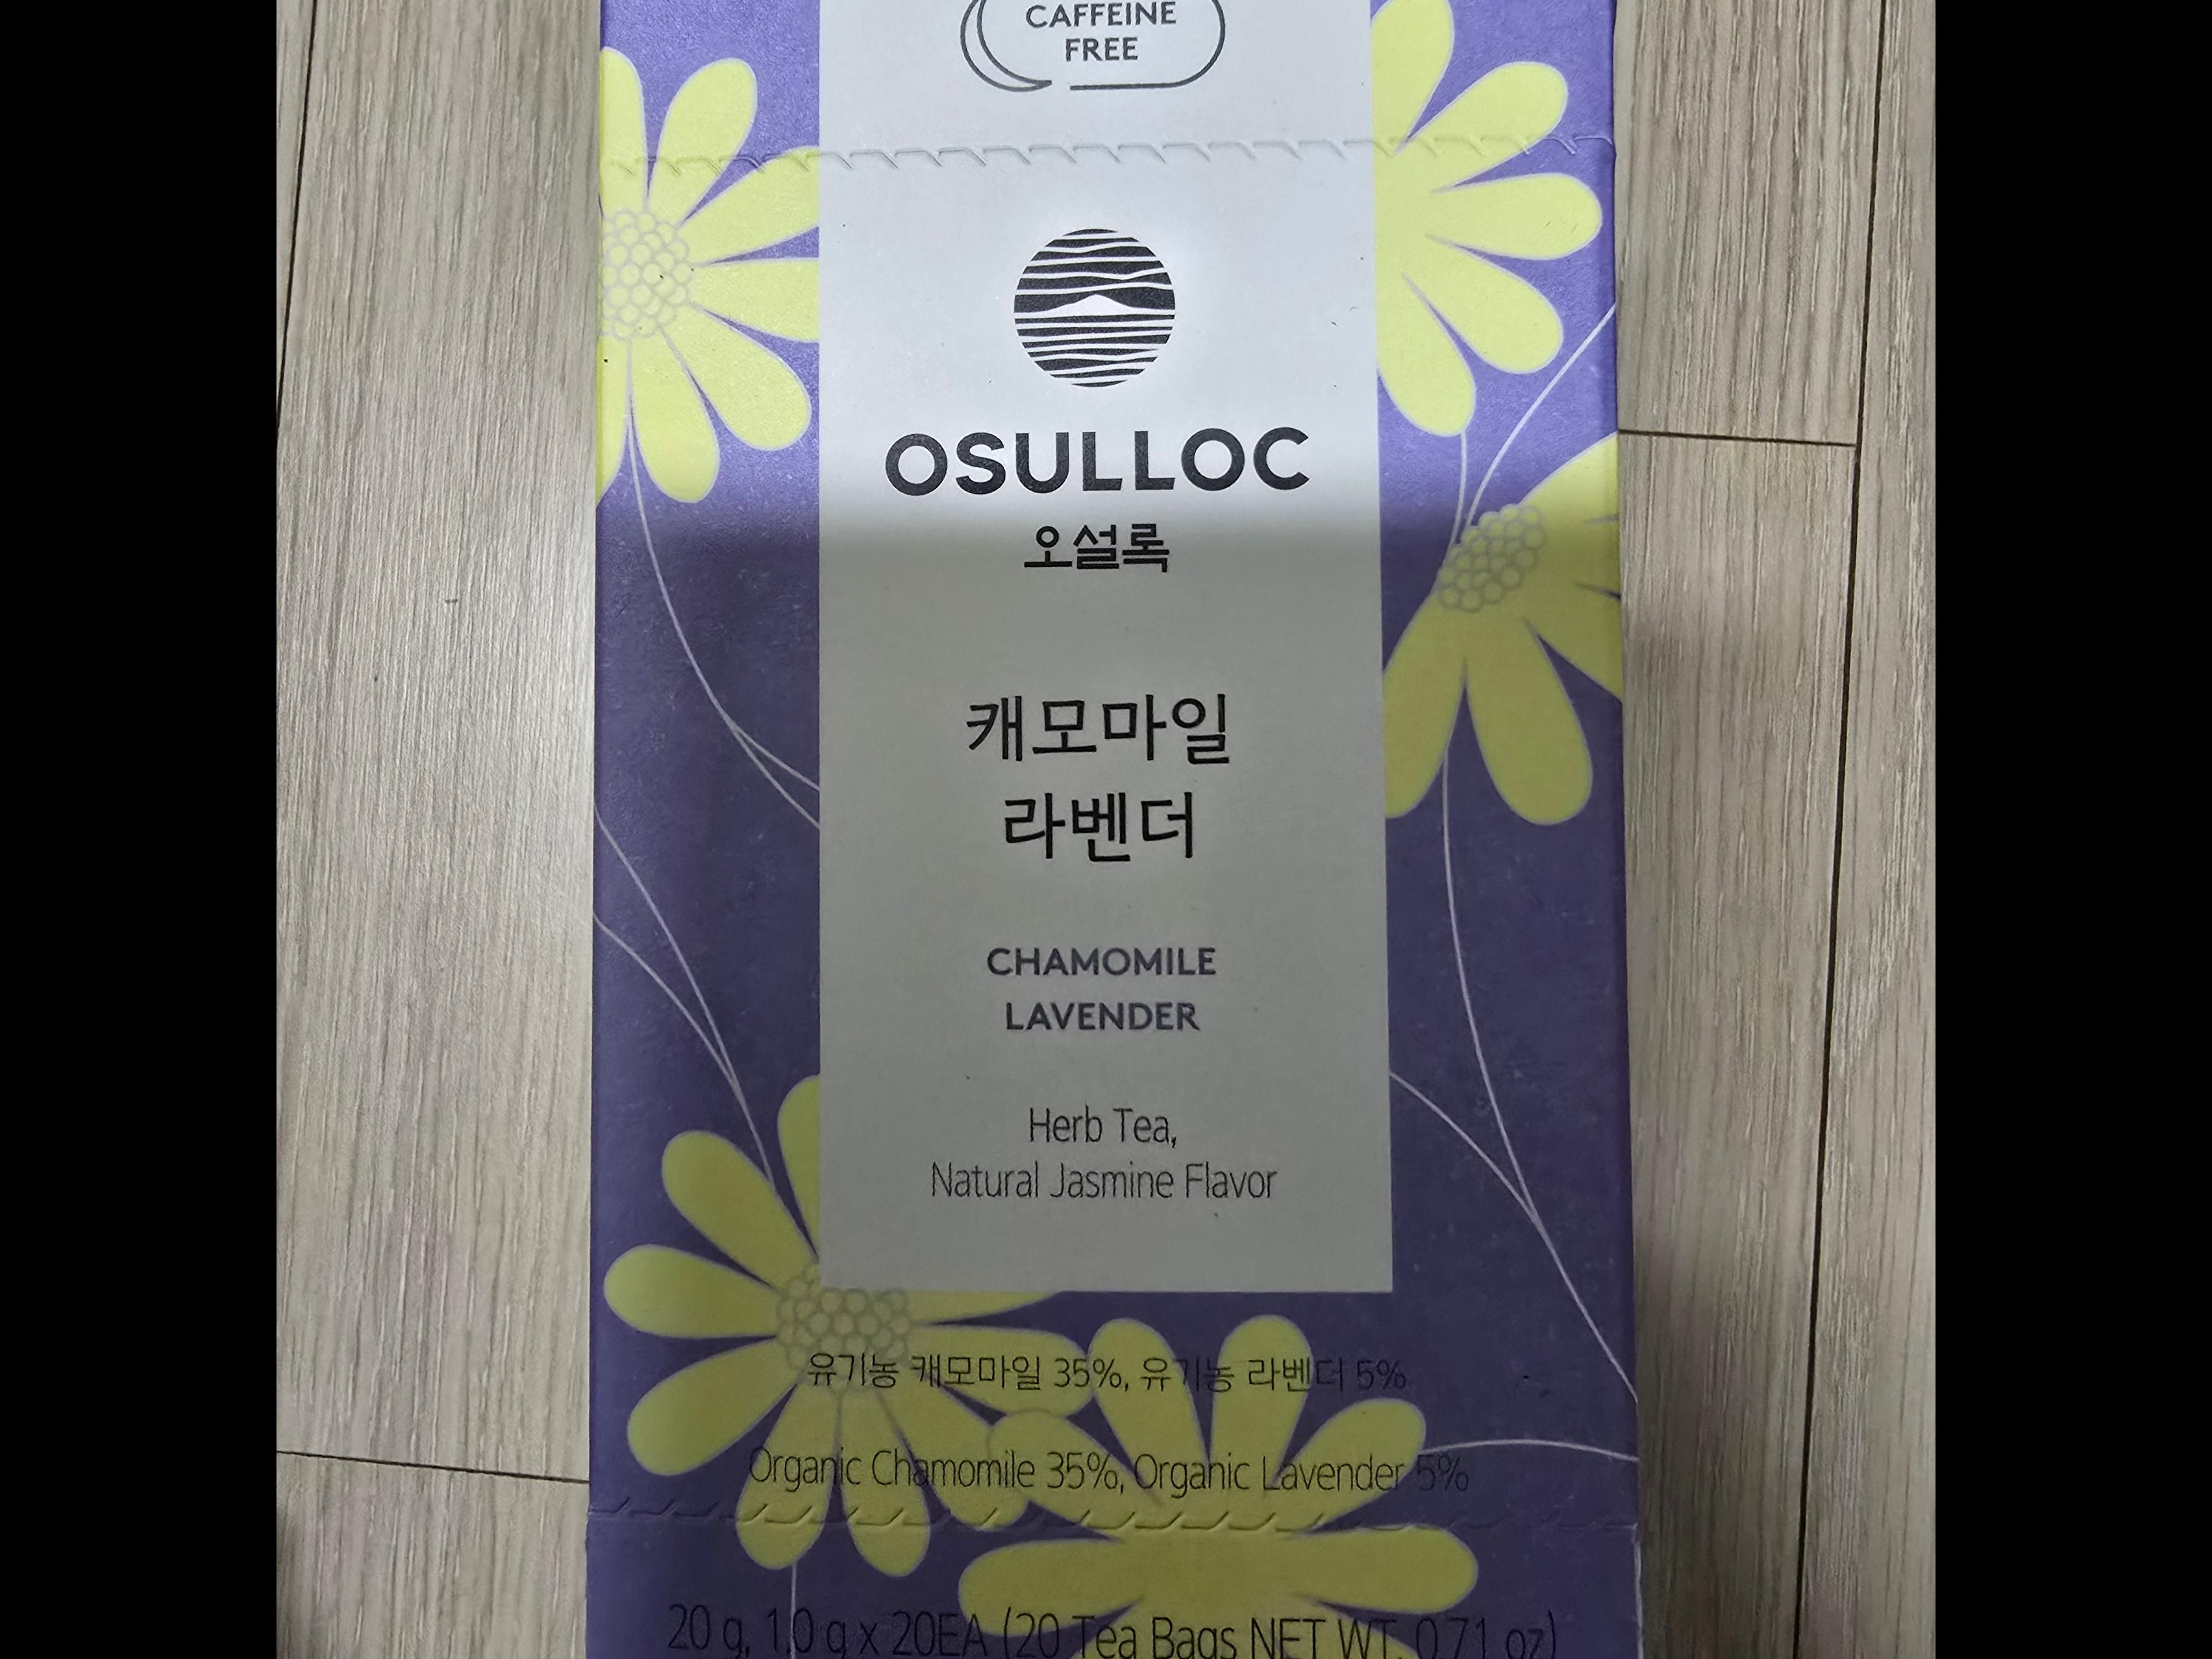 CAFFEINE
FREE
OSULLOC
오설록
캐모마일
라벤더
CHAMOMILE
LAVENDER
Herb Tea,
Natural Jasmine Flavor
유기농 캐모마일 35%, 유기농 라벤더 5%
Organic Chamomile 35%, Organic Lavender 5%
20 g, 1.0 g x 20EA (20 Tea Bags NET WT. 0.71 oz)